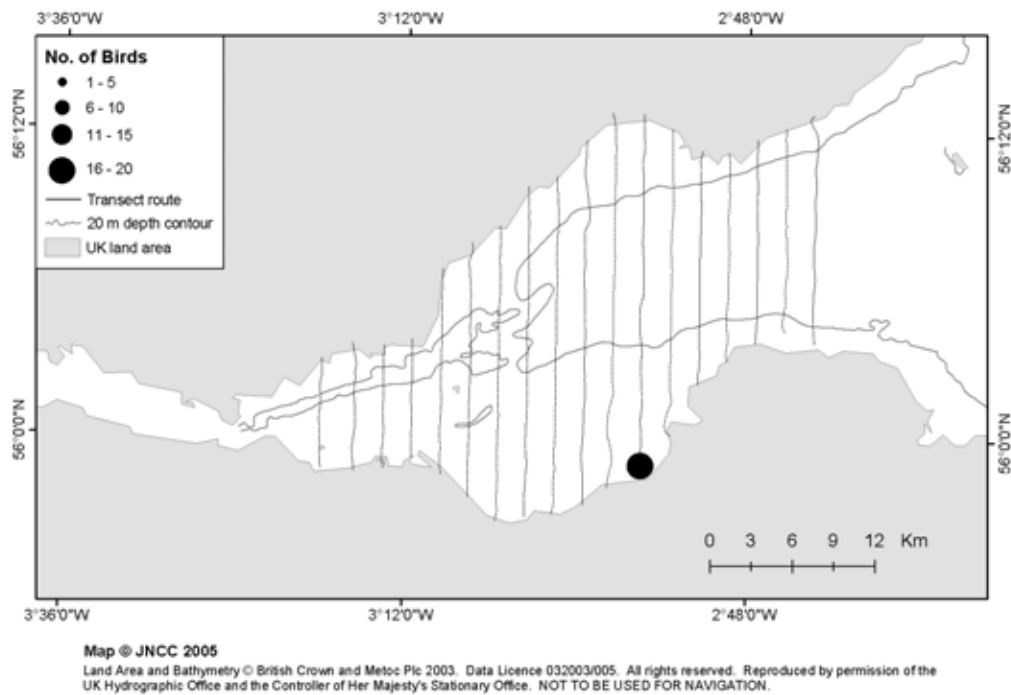 3°36'0"W 3°12'0"W 2°48'0"W
No. of Birds
1 - 5
6 - 10
11 - 15
16 - 20
Transect route
20 m depth contour
UK land area
56°12'0"N 56°12'0"N
56°0'0"N 56°0'0"N
0 3 6 9 12 Km
3°36'0"W 3°12'0"W 2°48'0"W
Map © JNCC 2005
Land Area and Bathymetry © British Crown and Metoc Plc 2003. Data Licence 032003/005. All rights reserved. Reproduced by permission of the
UK Hydrographic Office and the Controller of Her Majesty's Stationary Office. NOT TO BE USED FOR NAVIGATION.